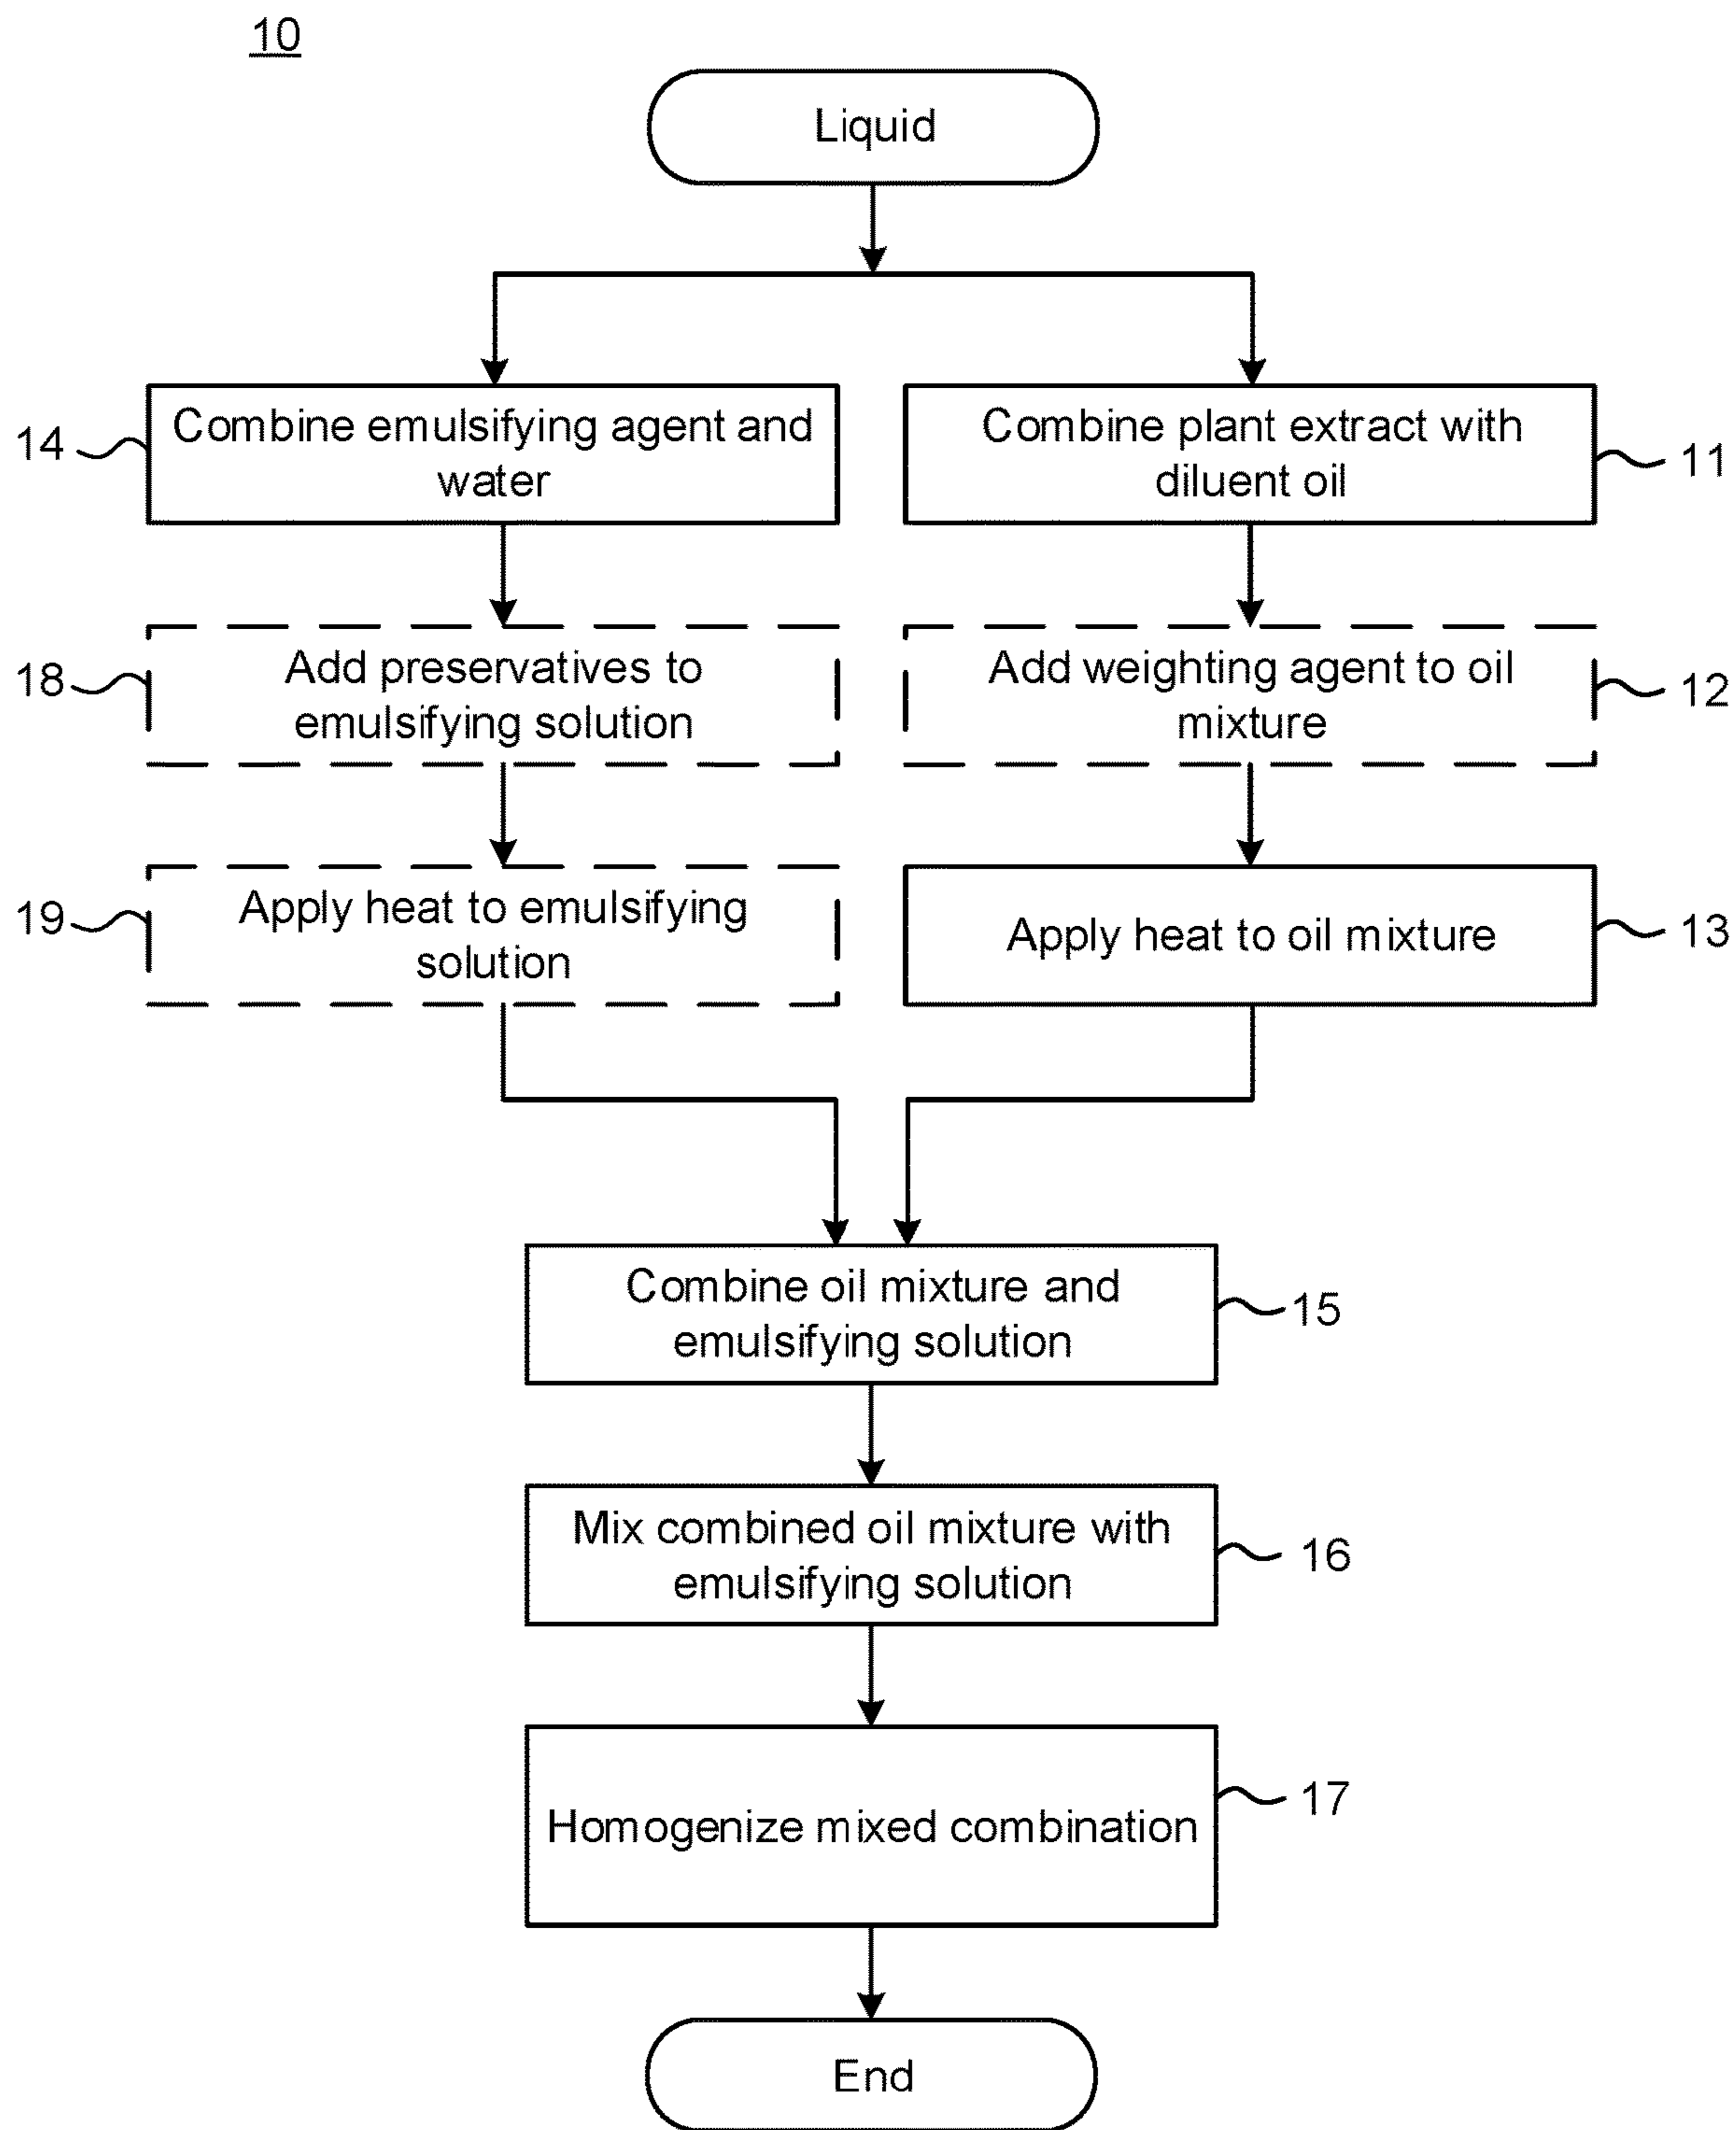 10
Liquid
14
Combine emulsifying agent and
water
Combine plant extract with
diluent oil
11
18
Add preservatives to
emulsifying solution
Add weighting agent to oil
mixture
12
19
Apply heat to emulsifying
solution
Apply heat to oil mixture
13
Combine oil mixture and
emulsifying solution
15
Mix combined oil mixture with
emulsifying solution
16
Homogenize mixed combination
17
End